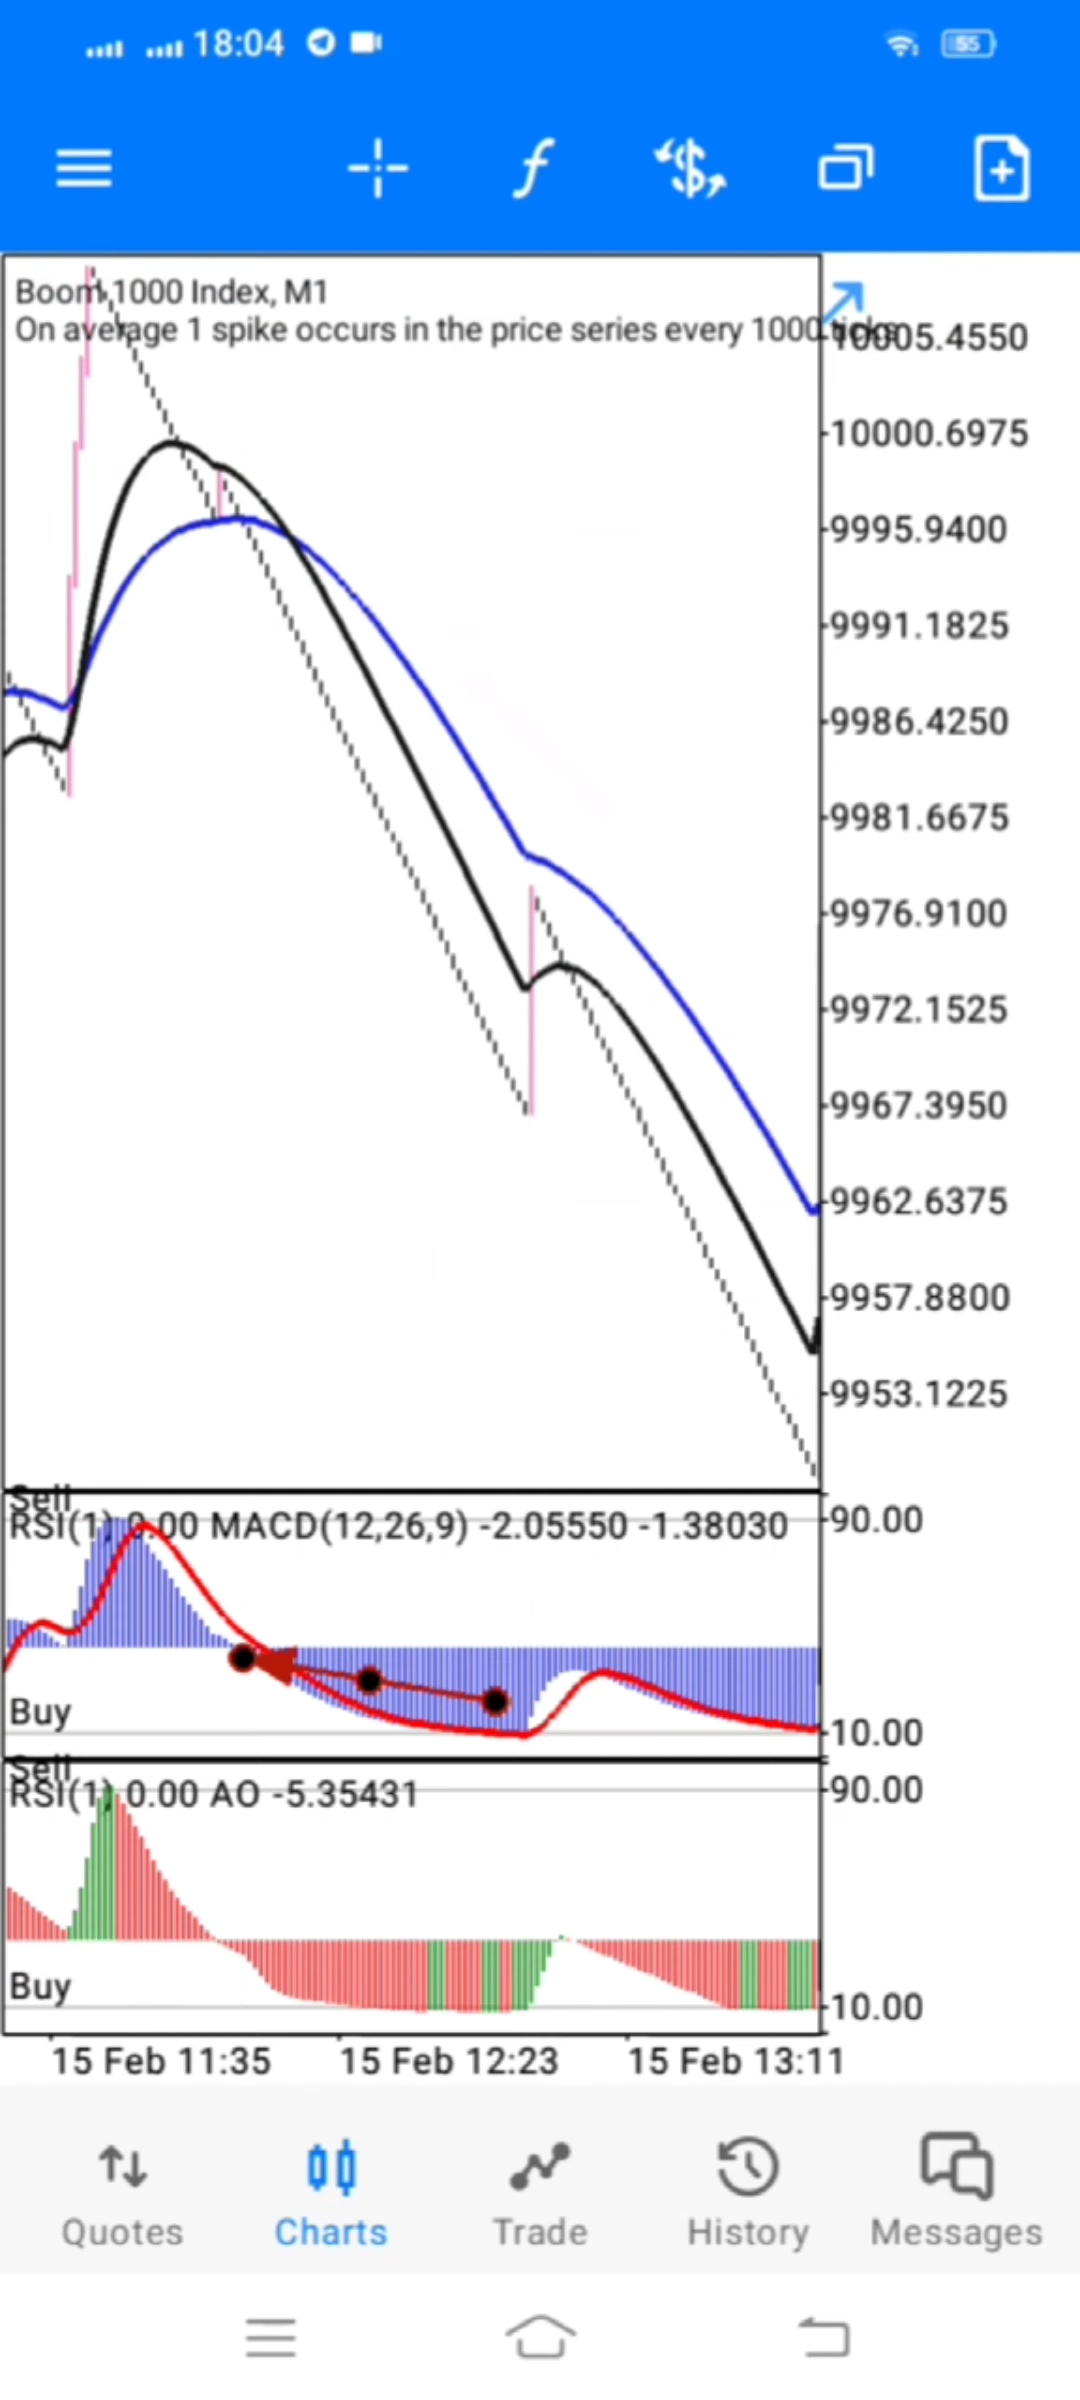 18:04
55
Boom 1000 Index, M1
On average 1 spike occurs in the price series every 1000 ticks
10005.4550
10000.6975
9995.9400
9991.1825
9986.4250
9981.6675
9976.9100
9972.1525
9967.3950
9962.6375
9957.8800
9953.1225
Sell
RSI(1) 0.00 MACD(12,26,9) -2.05550 -1.38030
90.00
Buy
10.00
Sell
RSI(1) 0.00 AO -5.35431
90.00
Buy
10.00
15 Feb 11:35 15 Feb 12:23 15 Feb 13:11
Quotes Charts Trade History Messages